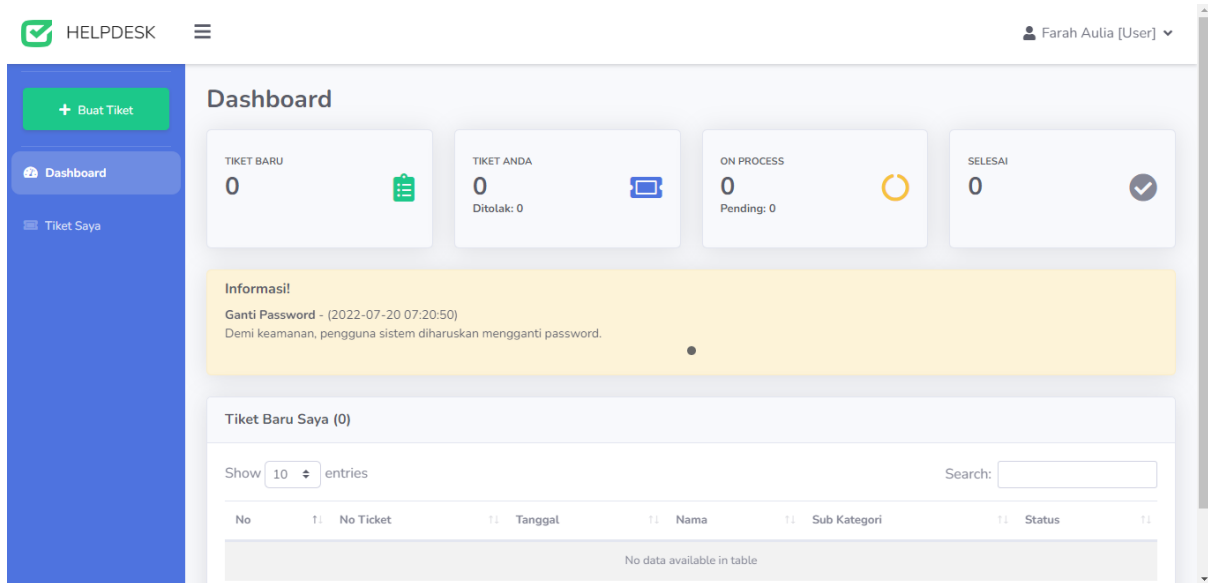 HELPDESK
Farah Aulia [User]
Buat Tiket
Dashboard
Tiket Saya
Dashboard
TIKET BARU
0
TIKET ANDA
0
Ditolak: 0
ON PROCESS
0
Pending: 0
SELESAI
0
Informasi!
Ganti Password - (2022-07-20 07:20:50)
Demi keamanan, pengguna sistem diharuskan mengganti password.
Tiket Baru Saya (0)
Show 10 entries Search:
No No Ticket Tanggal Nama Sub Kategori Status
No data available in table